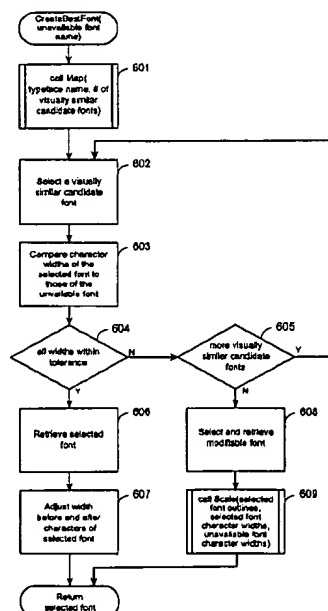 CreateBestFont(
unavailable font
name)
601
call Map(
typeface name, # of
visually similar
candidate fonts)
602
Select a visually
similar candidate
font
603
Compare character
widths of the
selected font to
those of the
unavailable font
604
all widths within
tolerance
N
Y
605
more visually
similar candidate
fonts
Y
N
606
Retrieve selected
font
608
Select and retrieve
modifiable font
607
Adjust width
before and after
characters of
selected font
609
call Scale(selected
font outlines,
selected font
character widths,
unavailable font
character widths)
Return
selected font